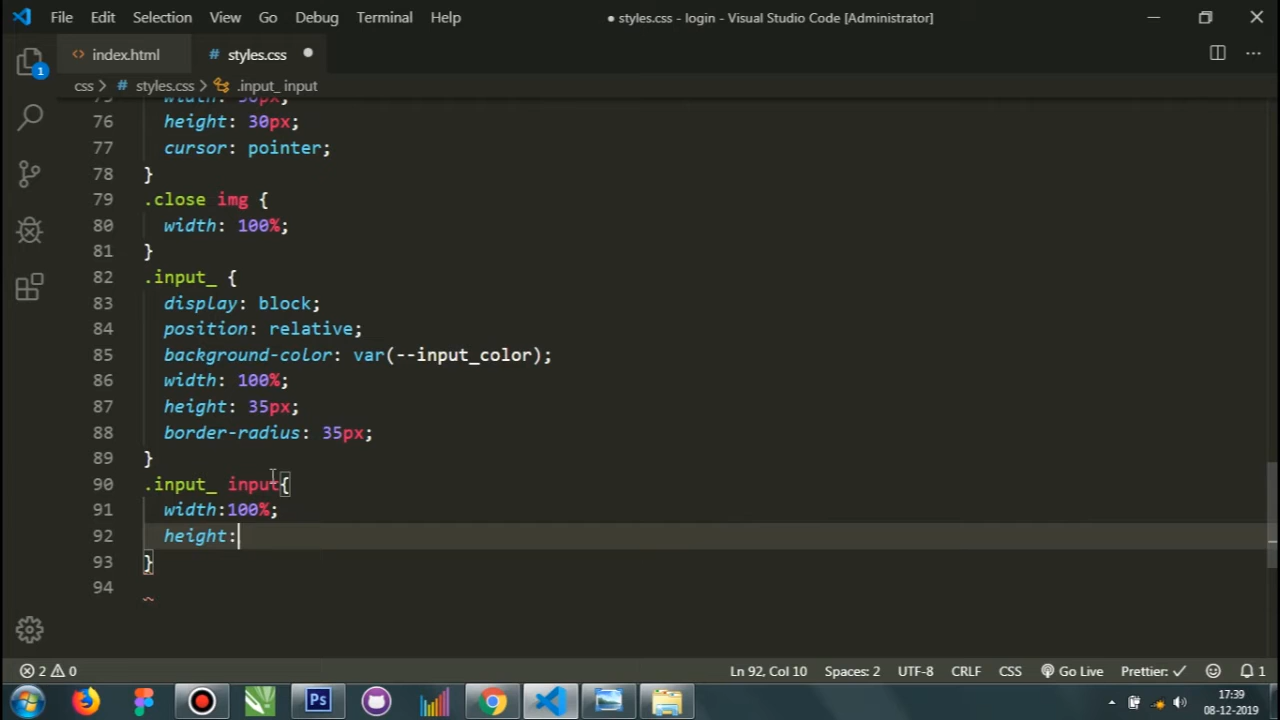 File Edit Selection View Go Debug Terminal Help
● styles.css - login - Visual Studio Code [Administrator]
<> index.html
# styles.css
css > # styles.css > .input_ input
76 height: 30px;
77 cursor: pointer;
78 }
79 .close img {
80 width: 100%;
81 }
82 .input_ {
83 display: block;
84 position: relative;
85 background-color: var(--input_color);
86 width: 100%;
87 height: 35px;
88 border-radius: 35px;
89 }
90 .input_ input{
91 width:100%;
92 height:
93 }
94
1
2 0
Ln 92, Col 10 Spaces: 2 UTF-8 CRLF CSS Go Live Prettier: ✓ 1
Ps
17:39
08-12-2019